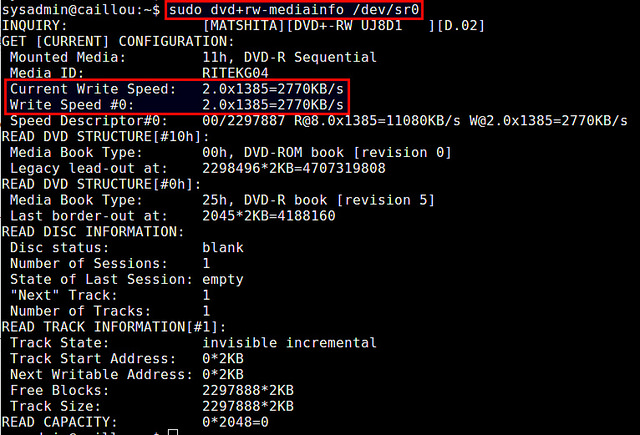 sysadmin@caillou:~$ sudo dvd+rw-mediainfo /dev/sr0
INQUIRY: [MATSHITA][DVD+-RW UJ8D1 ][D.02]
GET [CURRENT] CONFIGURATION:
Mounted Media: 11h, DVD-R Sequential
Media ID: RITEKG04
Current Write Speed: 2.0x1385=2770KB/s
Write Speed #0: 2.0x1385=2770KB/s
Speed Descriptor#0: 00/2297887 R@8.0x1385=11080KB/s W@2.0x1385=2770KB/s
READ DVD STRUCTURE[#10h]:
Media Book Type: 00h, DVD-ROM book [revision 0]
Legacy lead-out at: 2298496*2KB=4707319808
READ DVD STRUCTURE[#0h]:
Media Book Type: 25h, DVD-R book [revision 5]
Last border-out at: 2045*2KB=4188160
READ DISC INFORMATION:
Disc status: blank
Number of Sessions: 1
State of Last Session: empty
"Next" Track: 1
Number of Tracks: 1
READ TRACK INFORMATION[#1]:
Track State: invisible incremental
Track Start Address: 0*2KB
Next Writable Address: 0*2KB
Free Blocks: 2297888*2KB
Track Size: 2297888*2KB
READ CAPACITY: 0*2048=0